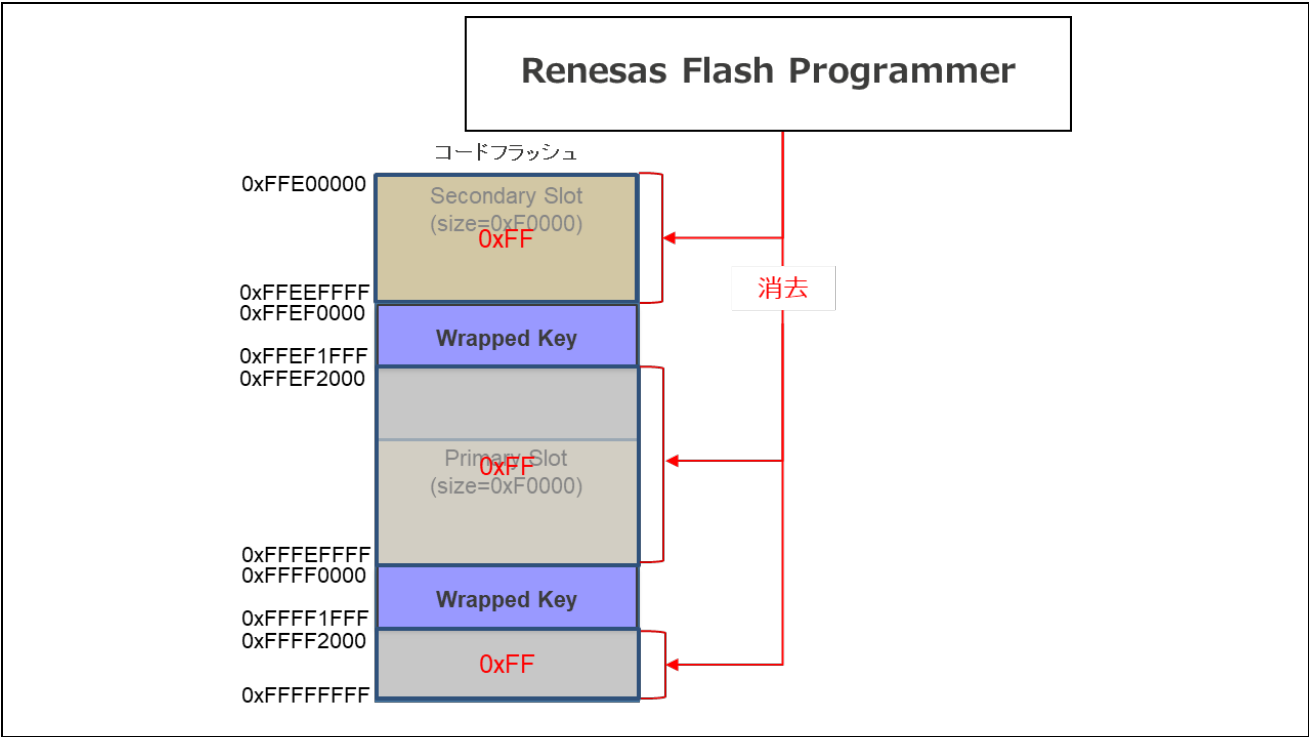 Renesas Flash Programmer
コードフラッシュ
0xFFE00000
Secondary Slot
(size=0xF0000)
0xFF
消去
0xFFEEFFFF
0xFFEF0000
Wrapped Key
0xFFEF1FFF
0xFFEF2000
Primary Slot
0xFF
(size=0xF0000)
0xFFFEFFFF
0xFFFF0000
Wrapped Key
0xFFFF1FFF
0xFFFF2000
0xFF
0xFFFFFFFF